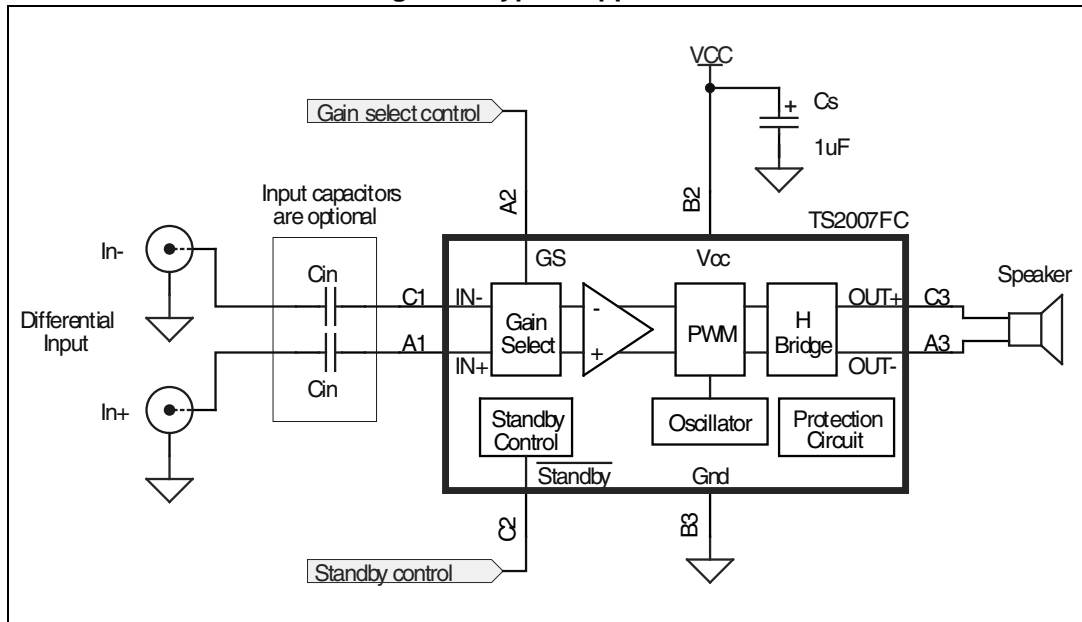 VCC
Gain select control
+ Cs
1uF
Input capacitors
are optional
A2
B2
TS2007FC
In-
Cin
GS
Vcc
Speaker
C1
IN-
OUT+
C3
Differential
Input
Gain
Select
-
+
PWM
H
Bridge
A1
IN+
OUT-
A3
Cin
In+
Standby
Control
Oscillator
Protection
Circuit
Standby
Gnd
C2
B3
Standby control